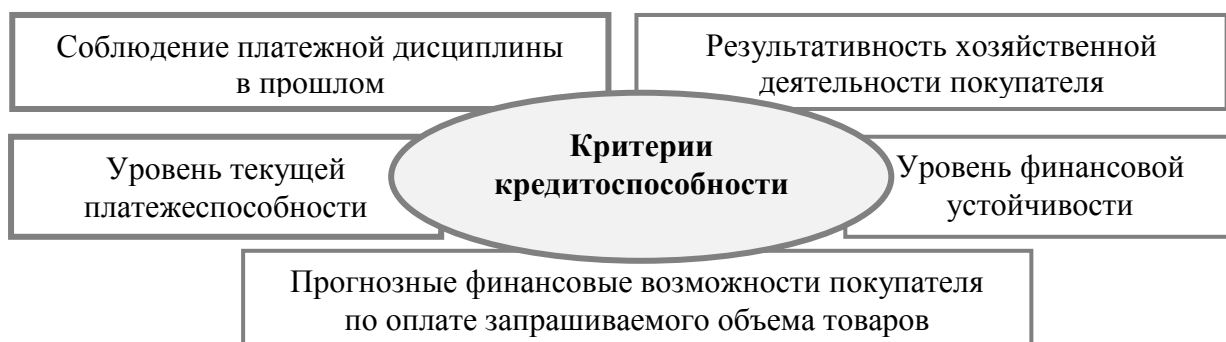 Соблюдение платежной дисциплины
в прошлом
Результативность хозяйственной
деятельности покупателя
Критерии
кредитоспособности
Уровень текущей
платежеспособности
Уровень финансовой
устойчивости
Прогнозные финансовые возможности покупателя
по оплате запрашиваемого объема товаров